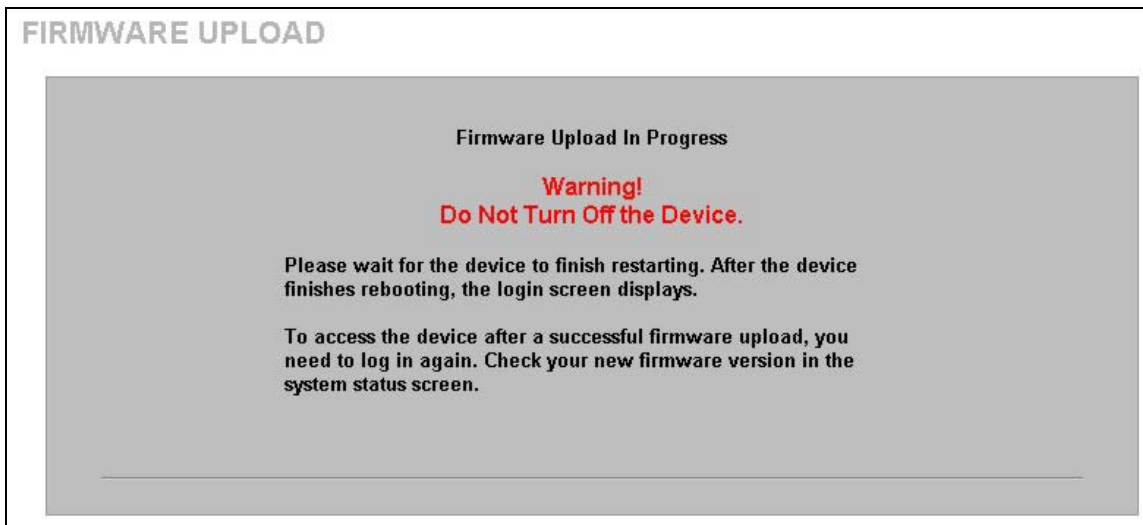 FIRMWARE UPLOAD
Firmware Upload In Progress
Warning!
Do Not Turn Off the Device.
Please wait for the device to finish restarting. After the device
finishes rebooting, the login screen displays.
To access the device after a successful firmware upload, you
need to log in again. Check your new firmware version in the
system status screen.